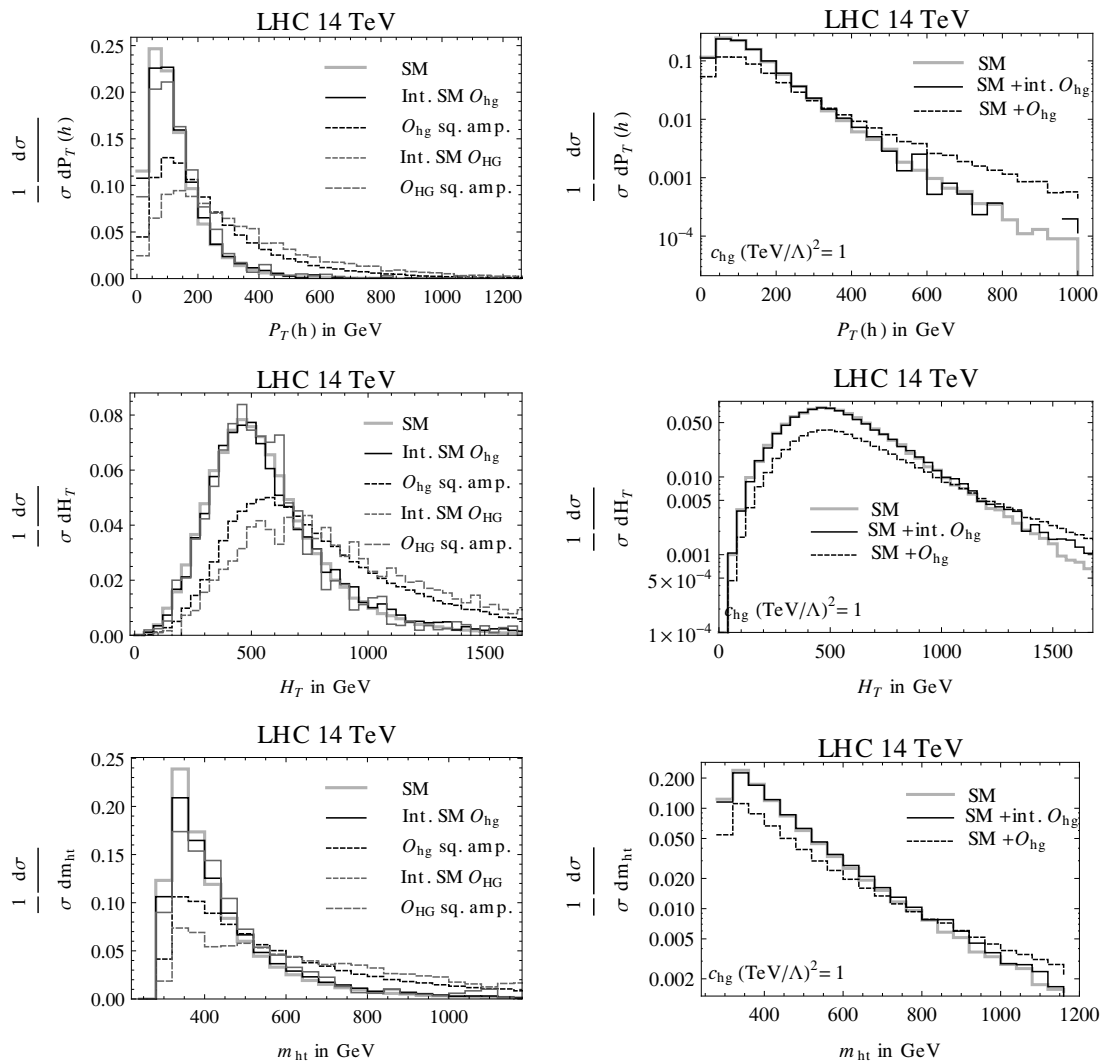 LHC 14 TeV
0.25
0.20
0.15
0.10
0.05
0.00
0 200 400 600 800 1000 1200
P_T(h) in GeV
1 dσ
σ dP_T(h)
SM
Int. SM O_hg
O_hg sq. amp.
Int. SM O_HG
O_HG sq. amp.
LHC 14 TeV
0.1
0.01
0.001
10^-4
0 200 400 600 800 1000
P_T(h) in GeV
1 dσ
σ dP_T(h)
SM
SM +int. O_hg
SM +O_hg
c_hg (TeV/Λ)^2 = 1
LHC 14 TeV
0.08
0.06
0.04
0.02
0.00
0 500 1000 1500
H_T in GeV
1 dσ
σ dH_T
SM
Int. SM O_hg
O_hg sq. amp.
Int. SM O_HG
O_HG sq. amp.
LHC 14 TeV
0.050
0.010
0.005
0.001
5×10^-4
1×10^-4
0 500 1000 1500
H_T in GeV
1 dσ
σ dH_T
SM
SM +int. O_hg
SM +O_hg
c_hg (TeV/Λ)^2 = 1
LHC 14 TeV
0.25
0.20
0.15
0.10
0.05
0.00
400 600 800 1000
m_ht in GeV
1 dσ
σ dm_ht
SM
Int. SM O_hg
O_hg sq. amp.
Int. SM O_HG
O_HG sq. amp.
LHC 14 TeV
0.200
0.100
0.050
0.020
0.010
0.005
0.002
400 600 800 1000 1200
m_ht in GeV
1 dσ
σ dm_ht
SM
SM +int. O_hg
SM +O_hg
c_hg (TeV/Λ)^2 = 1